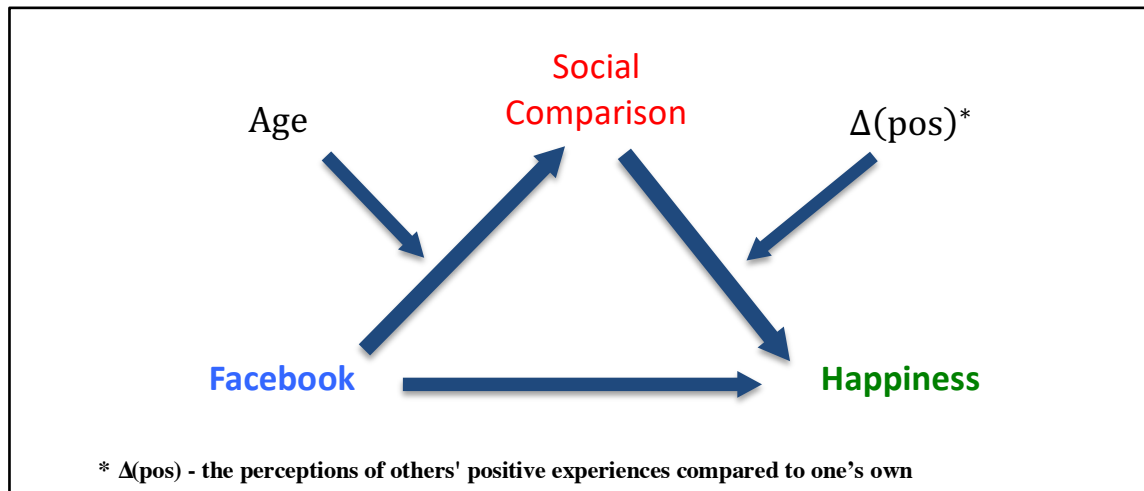 Social
Comparison
Age
Δ(pos)*
Facebook
Happiness
* Δ(pos) - the perceptions of others' positive experiences compared to one’s own